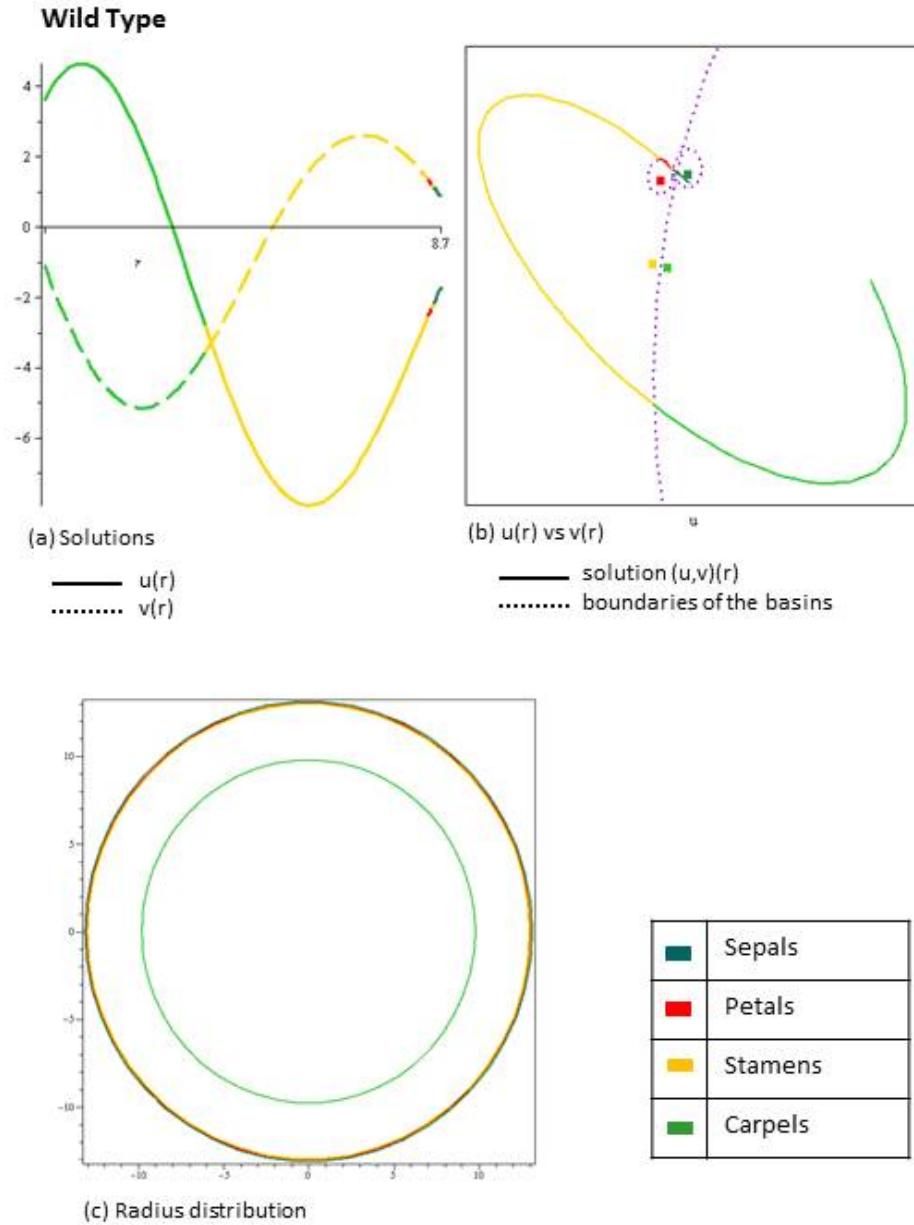 Wild Type
4
2
0
-2
-4
-6
r
8.7
u
(a) Solutions
u(r)
v(r)
(b) u(r) vs v(r)
solution (u,v)(r)
boundaries of the basins
10
5
0
-5
-10
-10 -5 0 5 10
(c) Radius distribution
Sepals
Petals
Stamens
Carpels